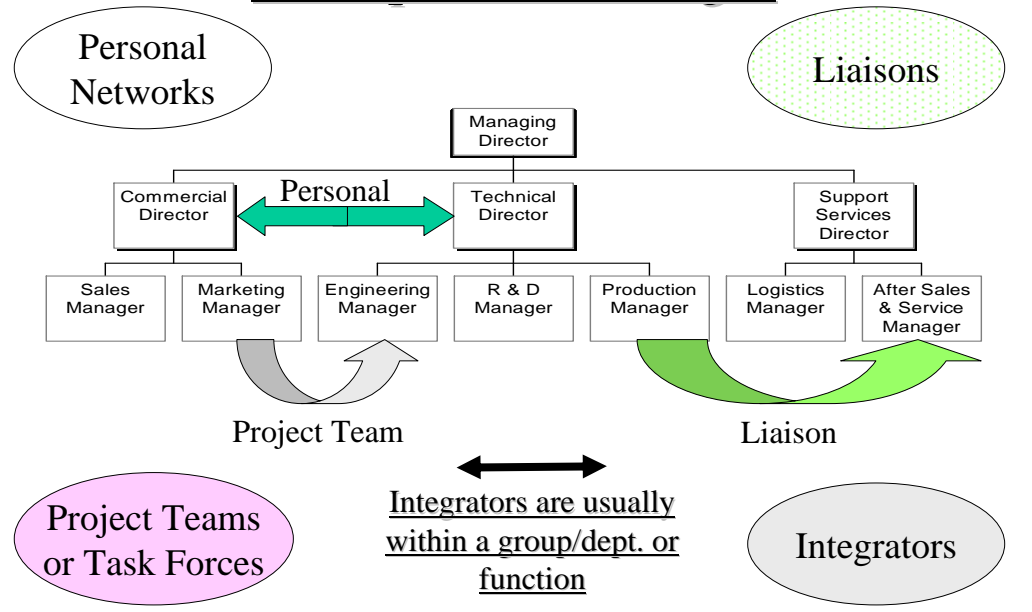 Personal
Networks
Liaisons
Managing
Director
Commercial
Director
Personal
Technical
Director
Support
Services
Director
Sales
Manager
Marketing
Manager
Engineering
Manager
R & D
Manager
Production
Manager
Logistics
Manager
After Sales
& Service
Manager
Project Team
Liaison
Project Teams
or Task Forces
Integrators are usually
within a group/dept. or
function
Integrators